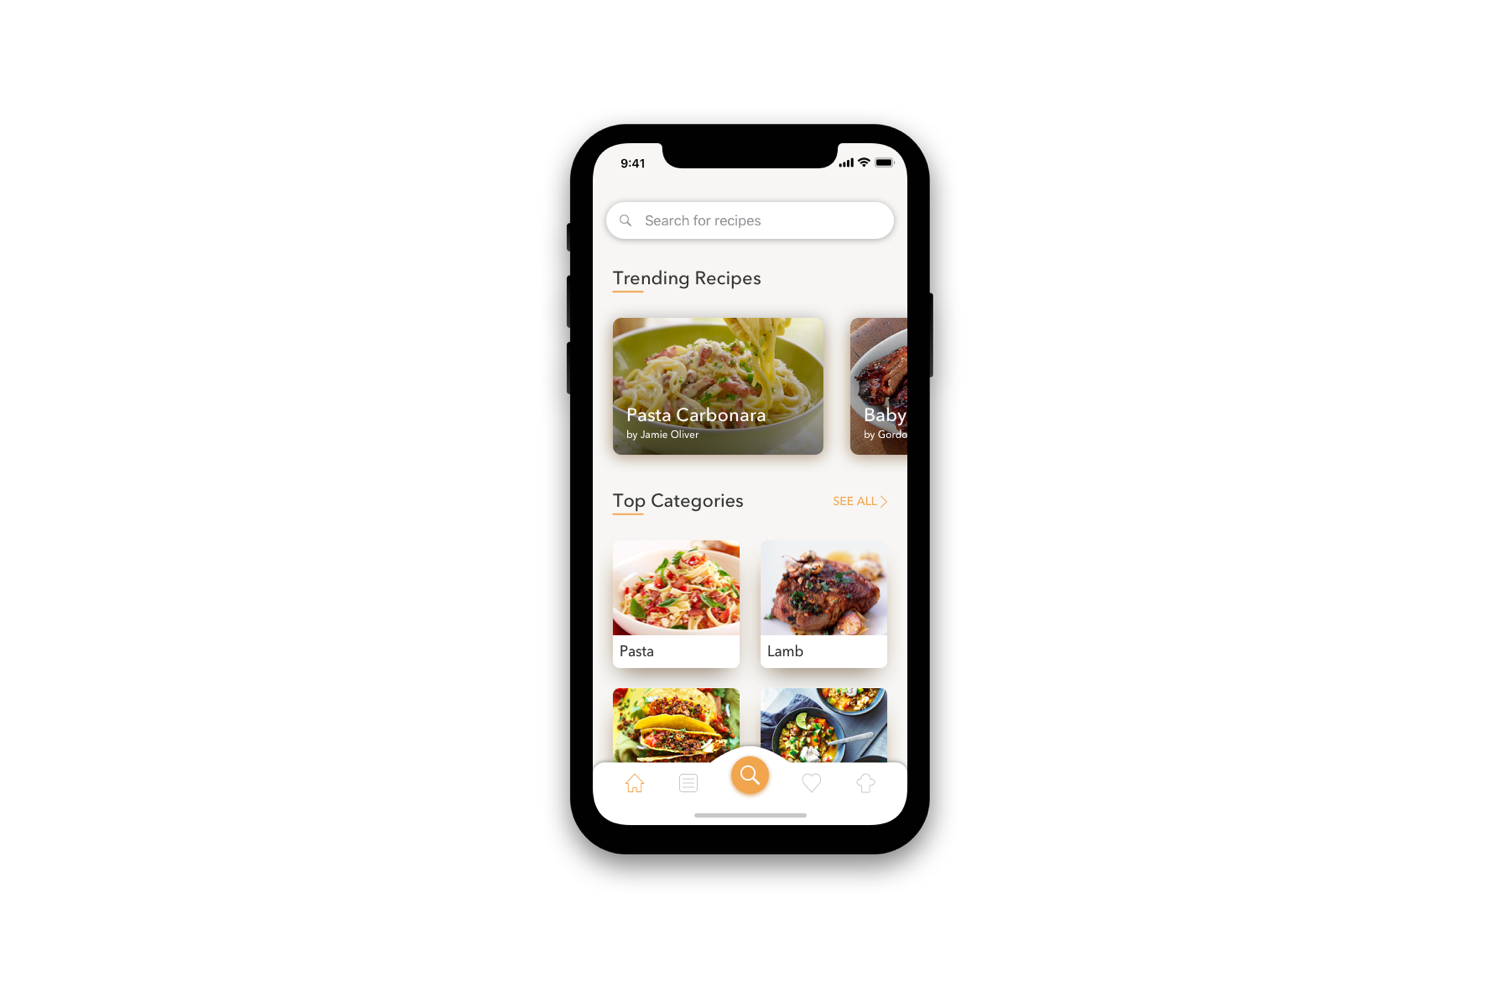 9:41
Search for recipes
Trending Recipes
Pasta Carbonara
by Jamie Oliver
Baby
by Gordo
Top Categories
SEE ALL
Pasta
Lamb